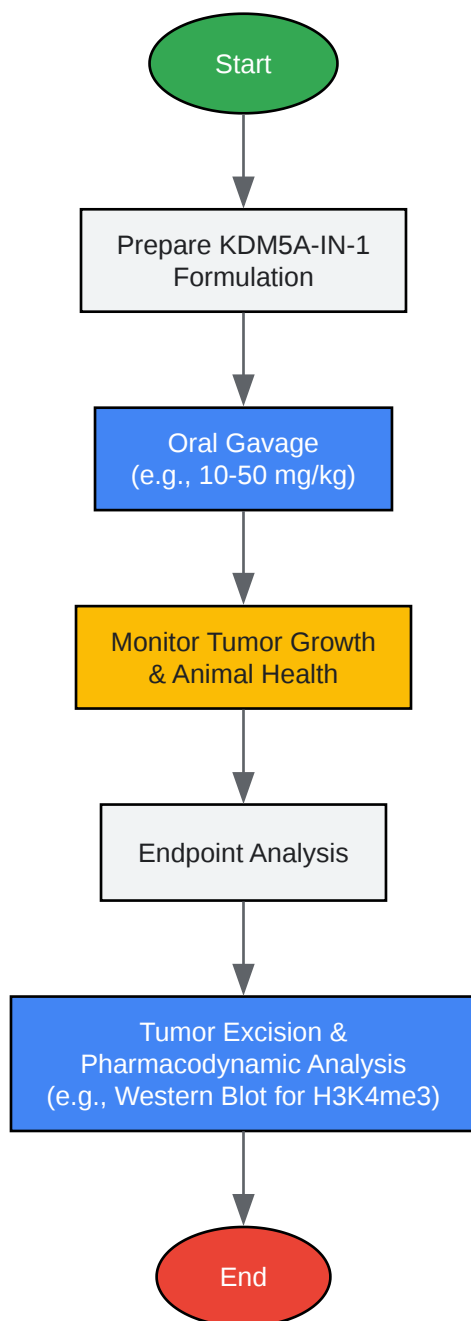 Start
Prepare KDM5A-IN-1
Formulation
Oral Gavage
(e.g., 10-50 mg/kg)
Monitor Tumor Growth
& Animal Health
Endpoint Analysis
Tumor Excision &
Pharmacodynamic Analysis
(e.g., Western Blot for H3K4me3)
End